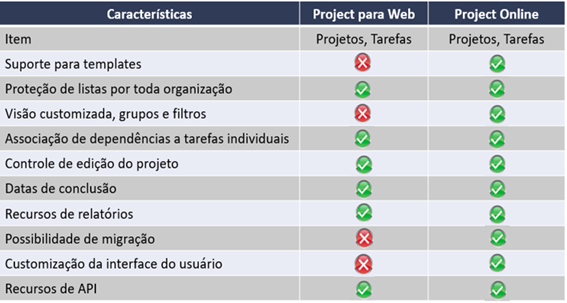 Características Project para Web Project Online
Item Projetos, Tarefas Projetos, Tarefas
Suporte para templates
Proteção de listas por toda organização
Visão customizada, grupos e filtros
Associação de dependências a tarefas individuais
Controle de edição do projeto
Datas de conclusão
Recursos de relatórios
Possibilidade de migração
Customização da interface do usuário
Recursos de API